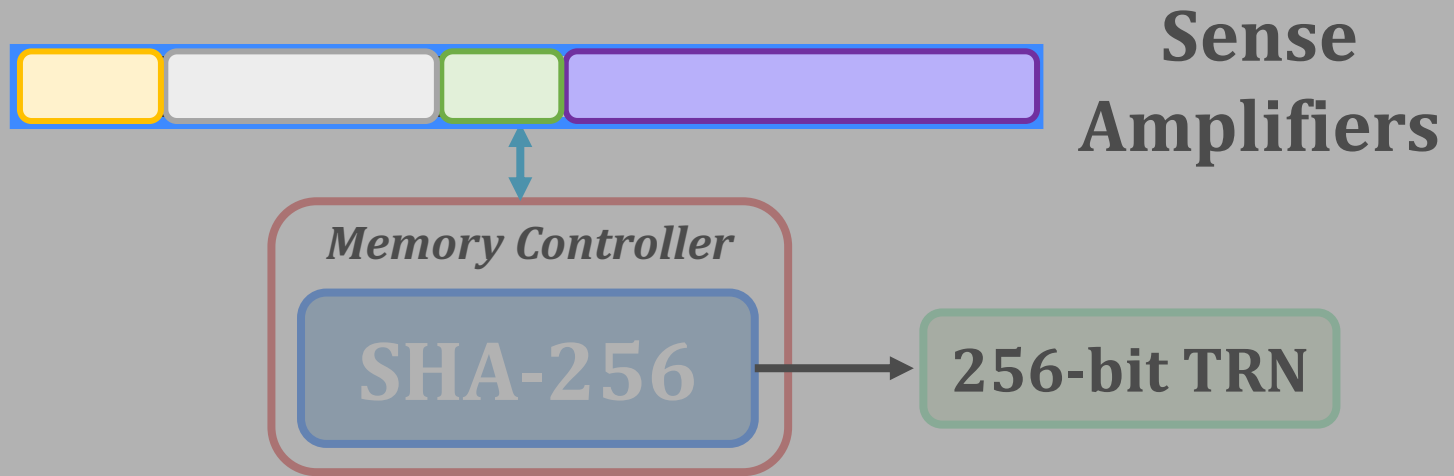 Sense
Amplifiers
Memory Controller
SHA-256
256-bit TRN